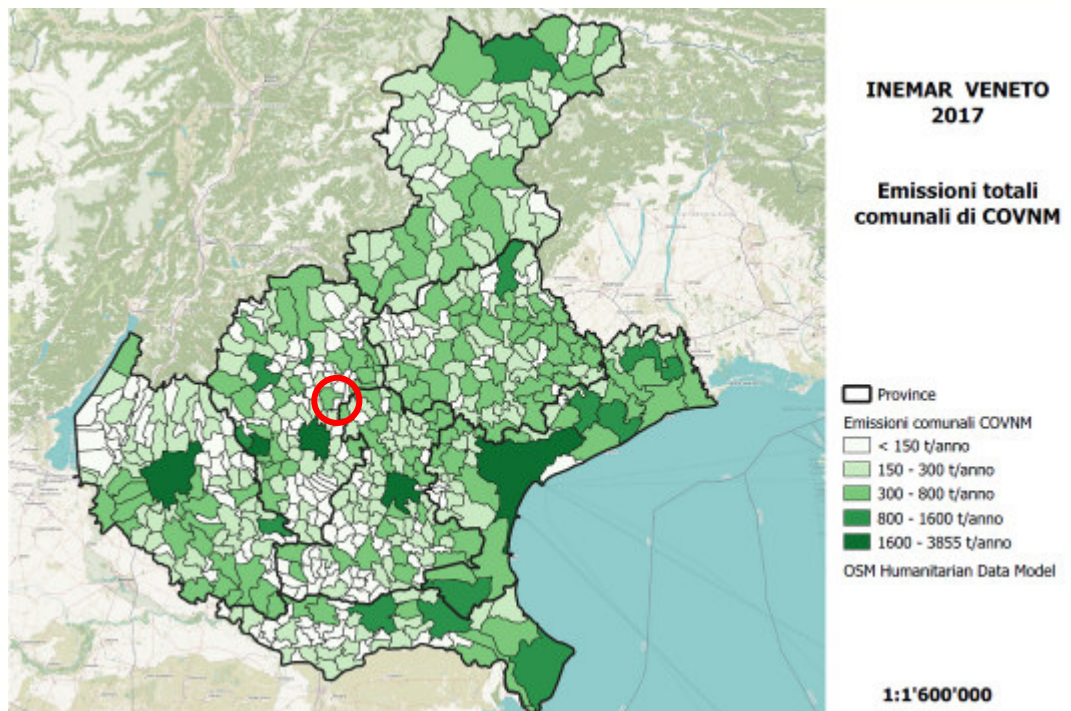 INEMAR VENETO
2017
Emissioni totali
comunali di COVNM
Province
Emissioni comunali COVNM
< 150 t/anno
150 - 300 t/anno
300 - 800 t/anno
800 - 1600 t/anno
1600 - 3855 t/anno
OSM Humanitarian Data Model
1:1'600'000